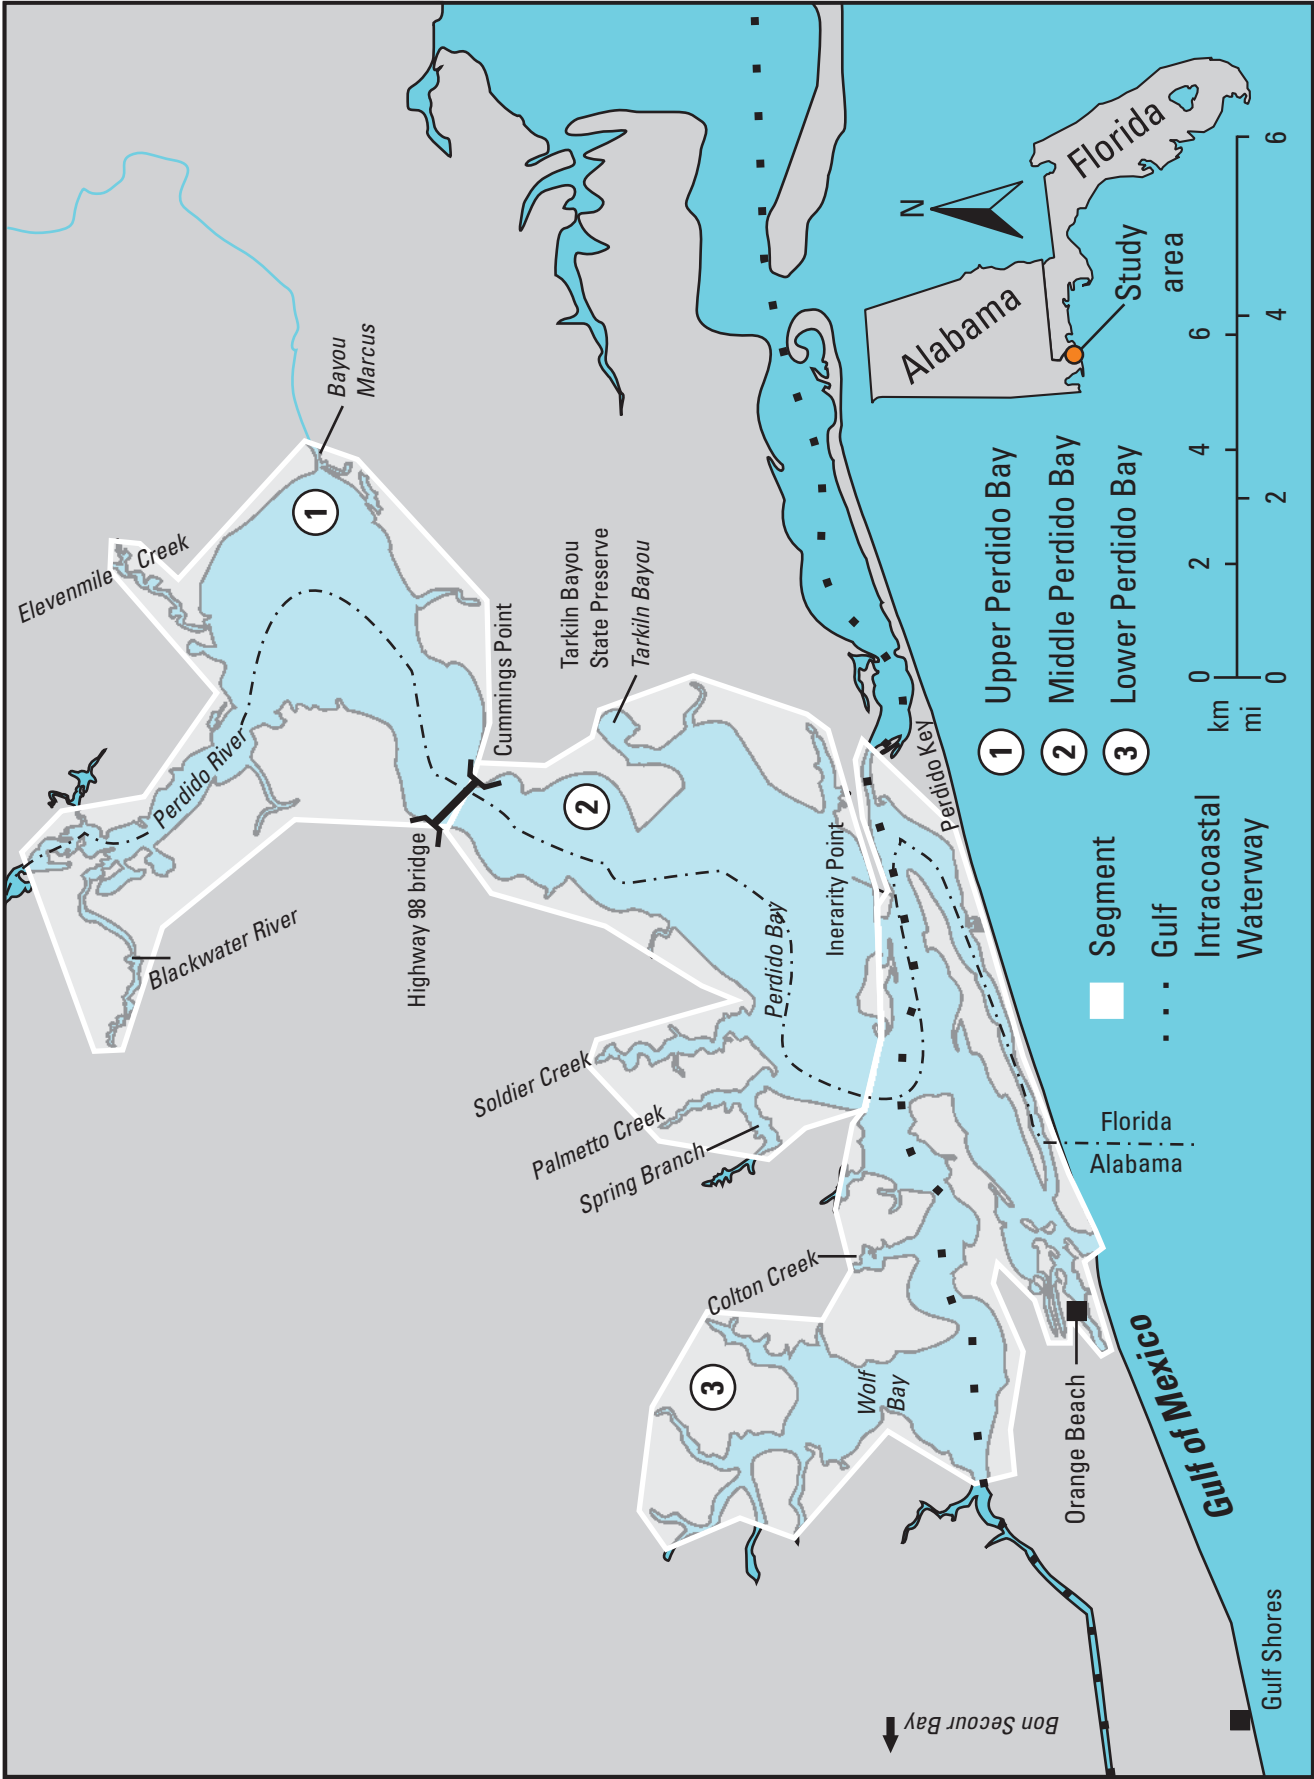 Elevenmile
Creek
Bayou
Marcus
1
Perdido River
Blackwater River
Highway 98 bridge
Cummings Point
Tarkiln Bayou
State Preserve
Tarkiln Bayou
2
Soldier Creek
Palmetto Creek
Spring Branch
Perdido Bay
Inerarity Point
Perdido Key
Colton Creek
3
Wolf
Bay
Orange Beach
Gulf of Mexico
Gulf Shores
Bon Secour Bay
Florida
Alabama
Segment
Gulf
Intracoastal
Waterway
1 Upper Perdido Bay
2 Middle Perdido Bay
3 Lower Perdido Bay
km 0 2 4 6
mi 0 2 4 6
N
Alabama
Florida
Study
area